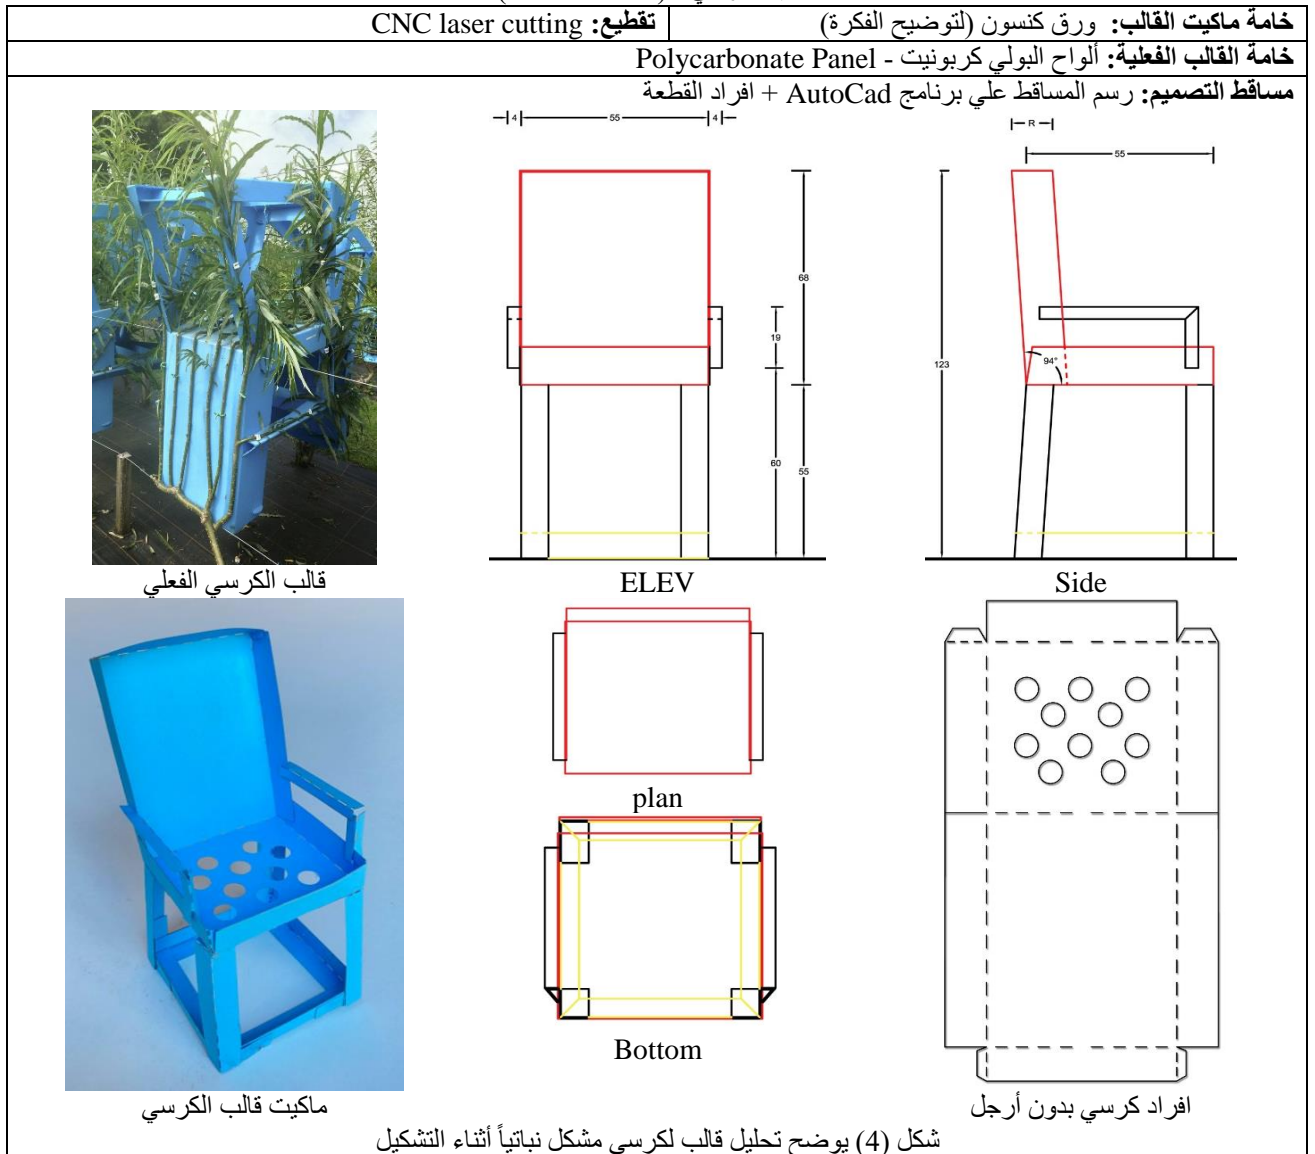 خامة ماكيت القالب: ورق كنسون (لتوضيح الفكرة)
تقطيع: CNC laser cutting
خامة القالب الفعلية: ألواح البولي كربونيت - Polycarbonate Panel
مساقط التصميم: رسم المساقط علي برنامج AutoCad + افراد القطعة
4 55 4
R
55
68
19
60
55
123
94°
قالب الكرسي الفعلي
ELEV
Side
plan
Bottom
ماكيت قالب الكرسي
افراد كرسي بدون أرجل
شكل (4) يوضح تحليل قالب لكرسي مشكل نباتياً أثناء التشكيل